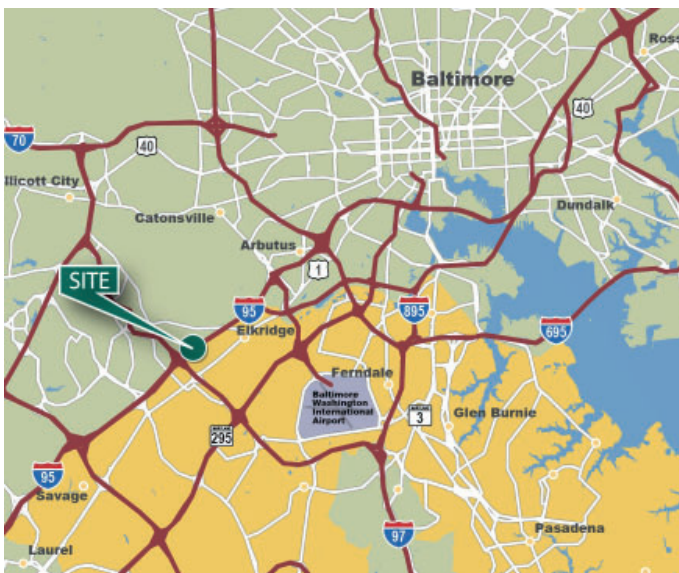 Ross
Baltimore
40
70
40
llicott City
Catonsville
Dundalk
Arbutus
1
SITE
95
895
695
Elkridge
Ferndale
Baltimore
Washington
International
Airport
3
Glen Burnie
295
95
Savage
97
Pasadena
Laurel